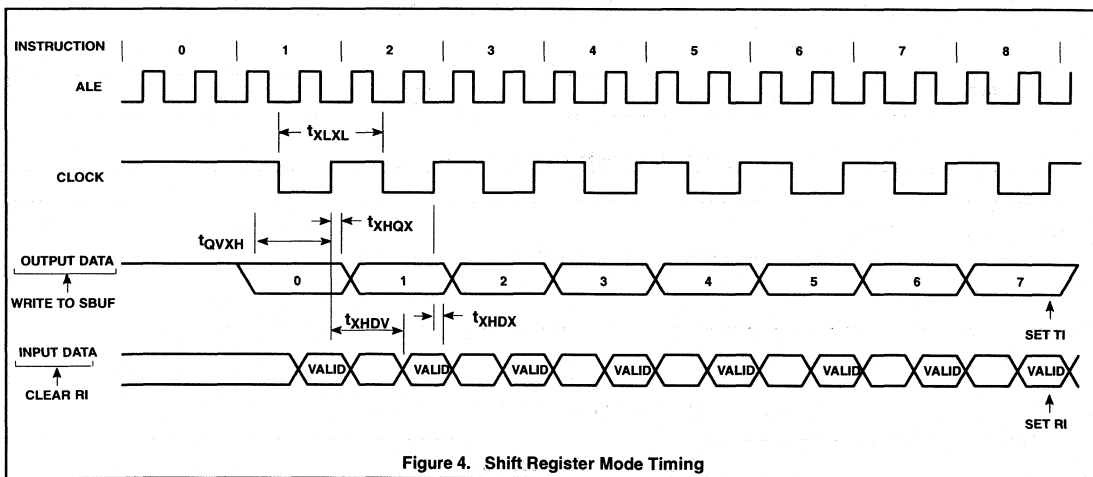 INSTRUCTION | 0 | 1 | 2 | 3 | 4 | 5 | 6 | 7 | 8 |
ALE
tXLXL
CLOCK
tXHQX
tQVXH
OUTPUT DATA
0 1 2 3 4 5 6 7
WRITE TO SBUF
tXHDV
tXHDX
SET TI
INPUT DATA
VALID VALID VALID VALID VALID VALID VALID VALID
CLEAR RI
SET RI
Figure 4. Shift Register Mode Timing